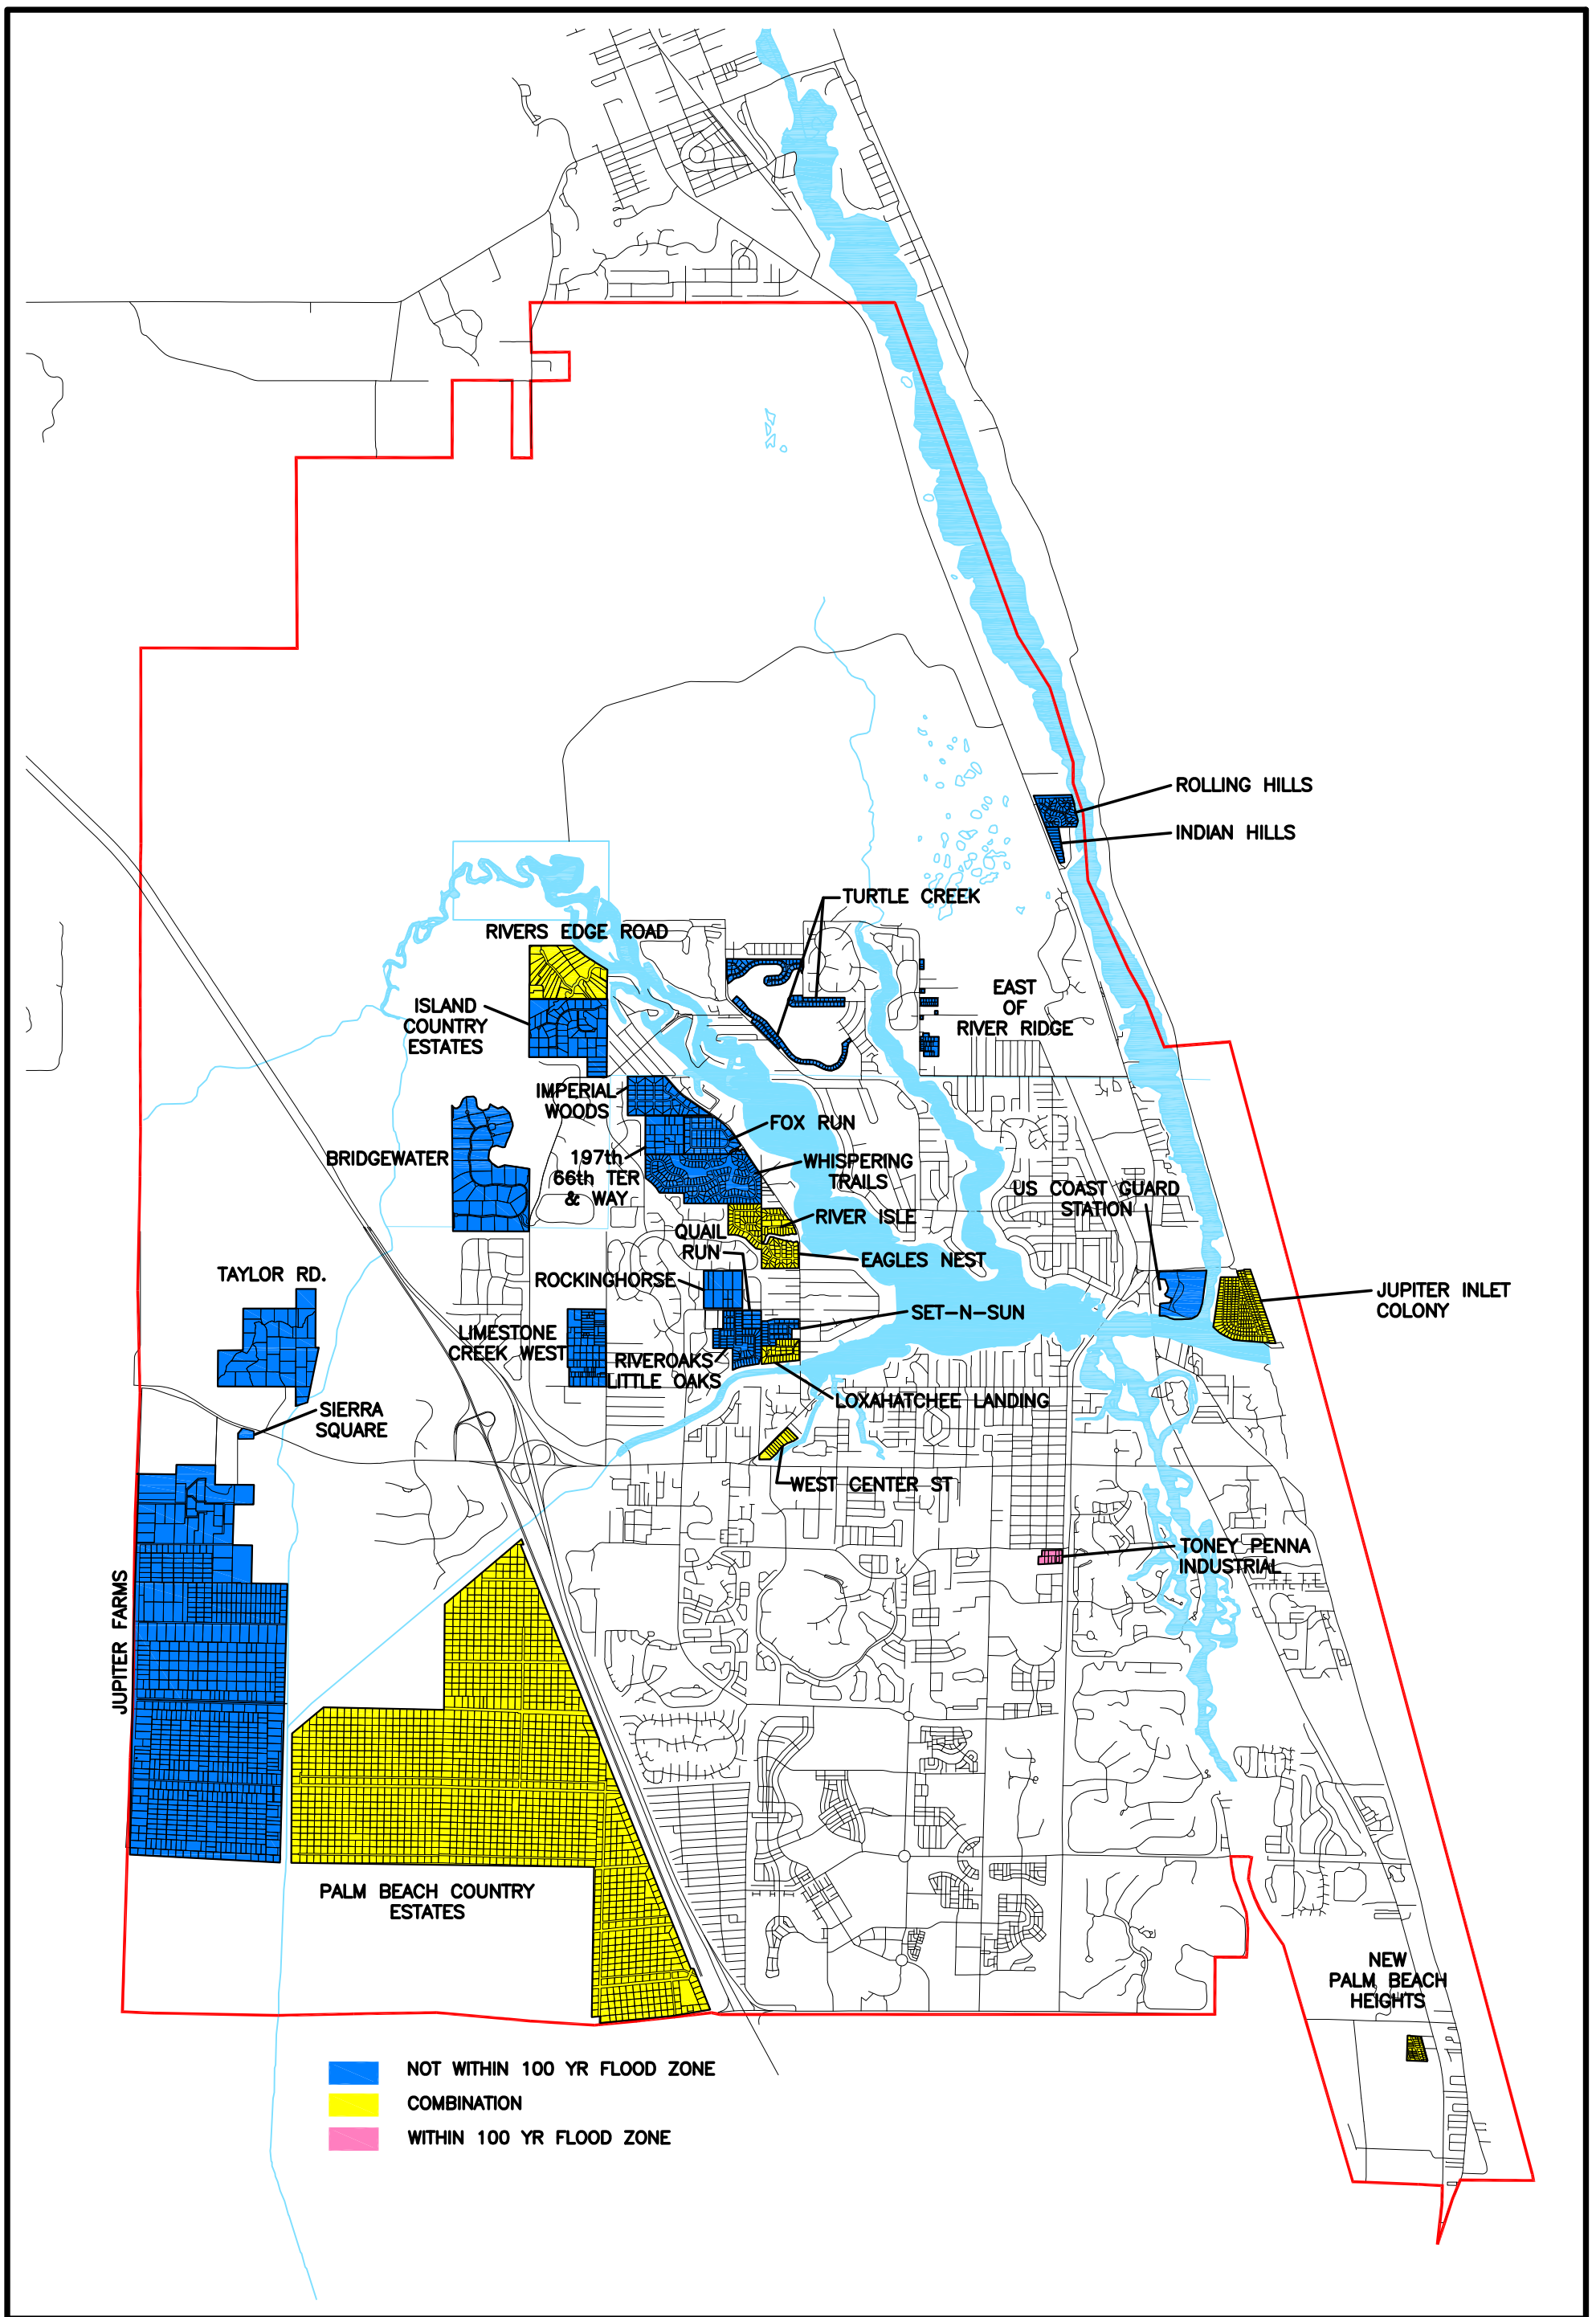 ROLLING HILLS
INDIAN HILLS
TURTLE CREEK
RIVERS EDGE ROAD
EAST
OF
RIVER RIDGE
ISLAND
COUNTRY
ESTATES
IMPERIAL
WOODS
FOX RUN
BRIDGEWATER
197th
66th TER
& WAY
WHISPERING
TRAILS
US COAST GUARD
STATION
RIVER ISLE
QUAIL
RUN
EAGLES NEST
TAYLOR RD.
ROCKINGHORSE
JUPITER INLET
COLONY
SET-N-SUN
LIMESTONE
CREEK WEST
RIVEROAKS
LITTLE OAKS
LOXAHATCHEE LANDING
SIERRA
SQUARE
WEST CENTER ST
TONEY PENNA
INDUSTRIAL
JUPITER FARMS
PALM BEACH COUNTRY
ESTATES
NEW
PALM BEACH
HEIGHTS
NOT WITHIN 100 YR FLOOD ZONE
COMBINATION
WITHIN 100 YR FLOOD ZONE